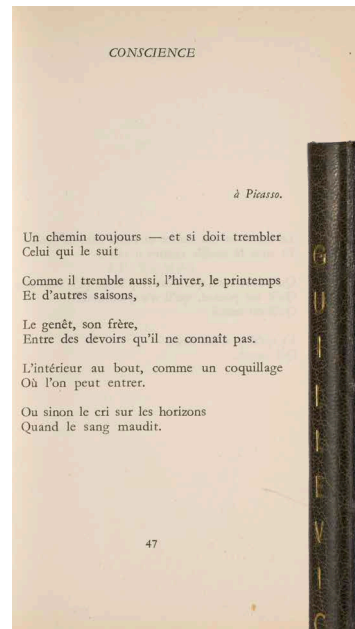 CONSCIENCE
à Picasso.
Un chemin toujours — et si doit trembler
Celui qui le suit
Comme il tremble aussi, l'hiver, le printemps
Et d'autres saisons,
Le genêt, son frère,
Entre des devoirs qu'il ne connaît pas.
L'intérieur au bout, comme un coquillage
Où l'on peut entrer.
Ou sinon le cri sur les horizons
Quand le sang maudit.
47
GUILLEVIC